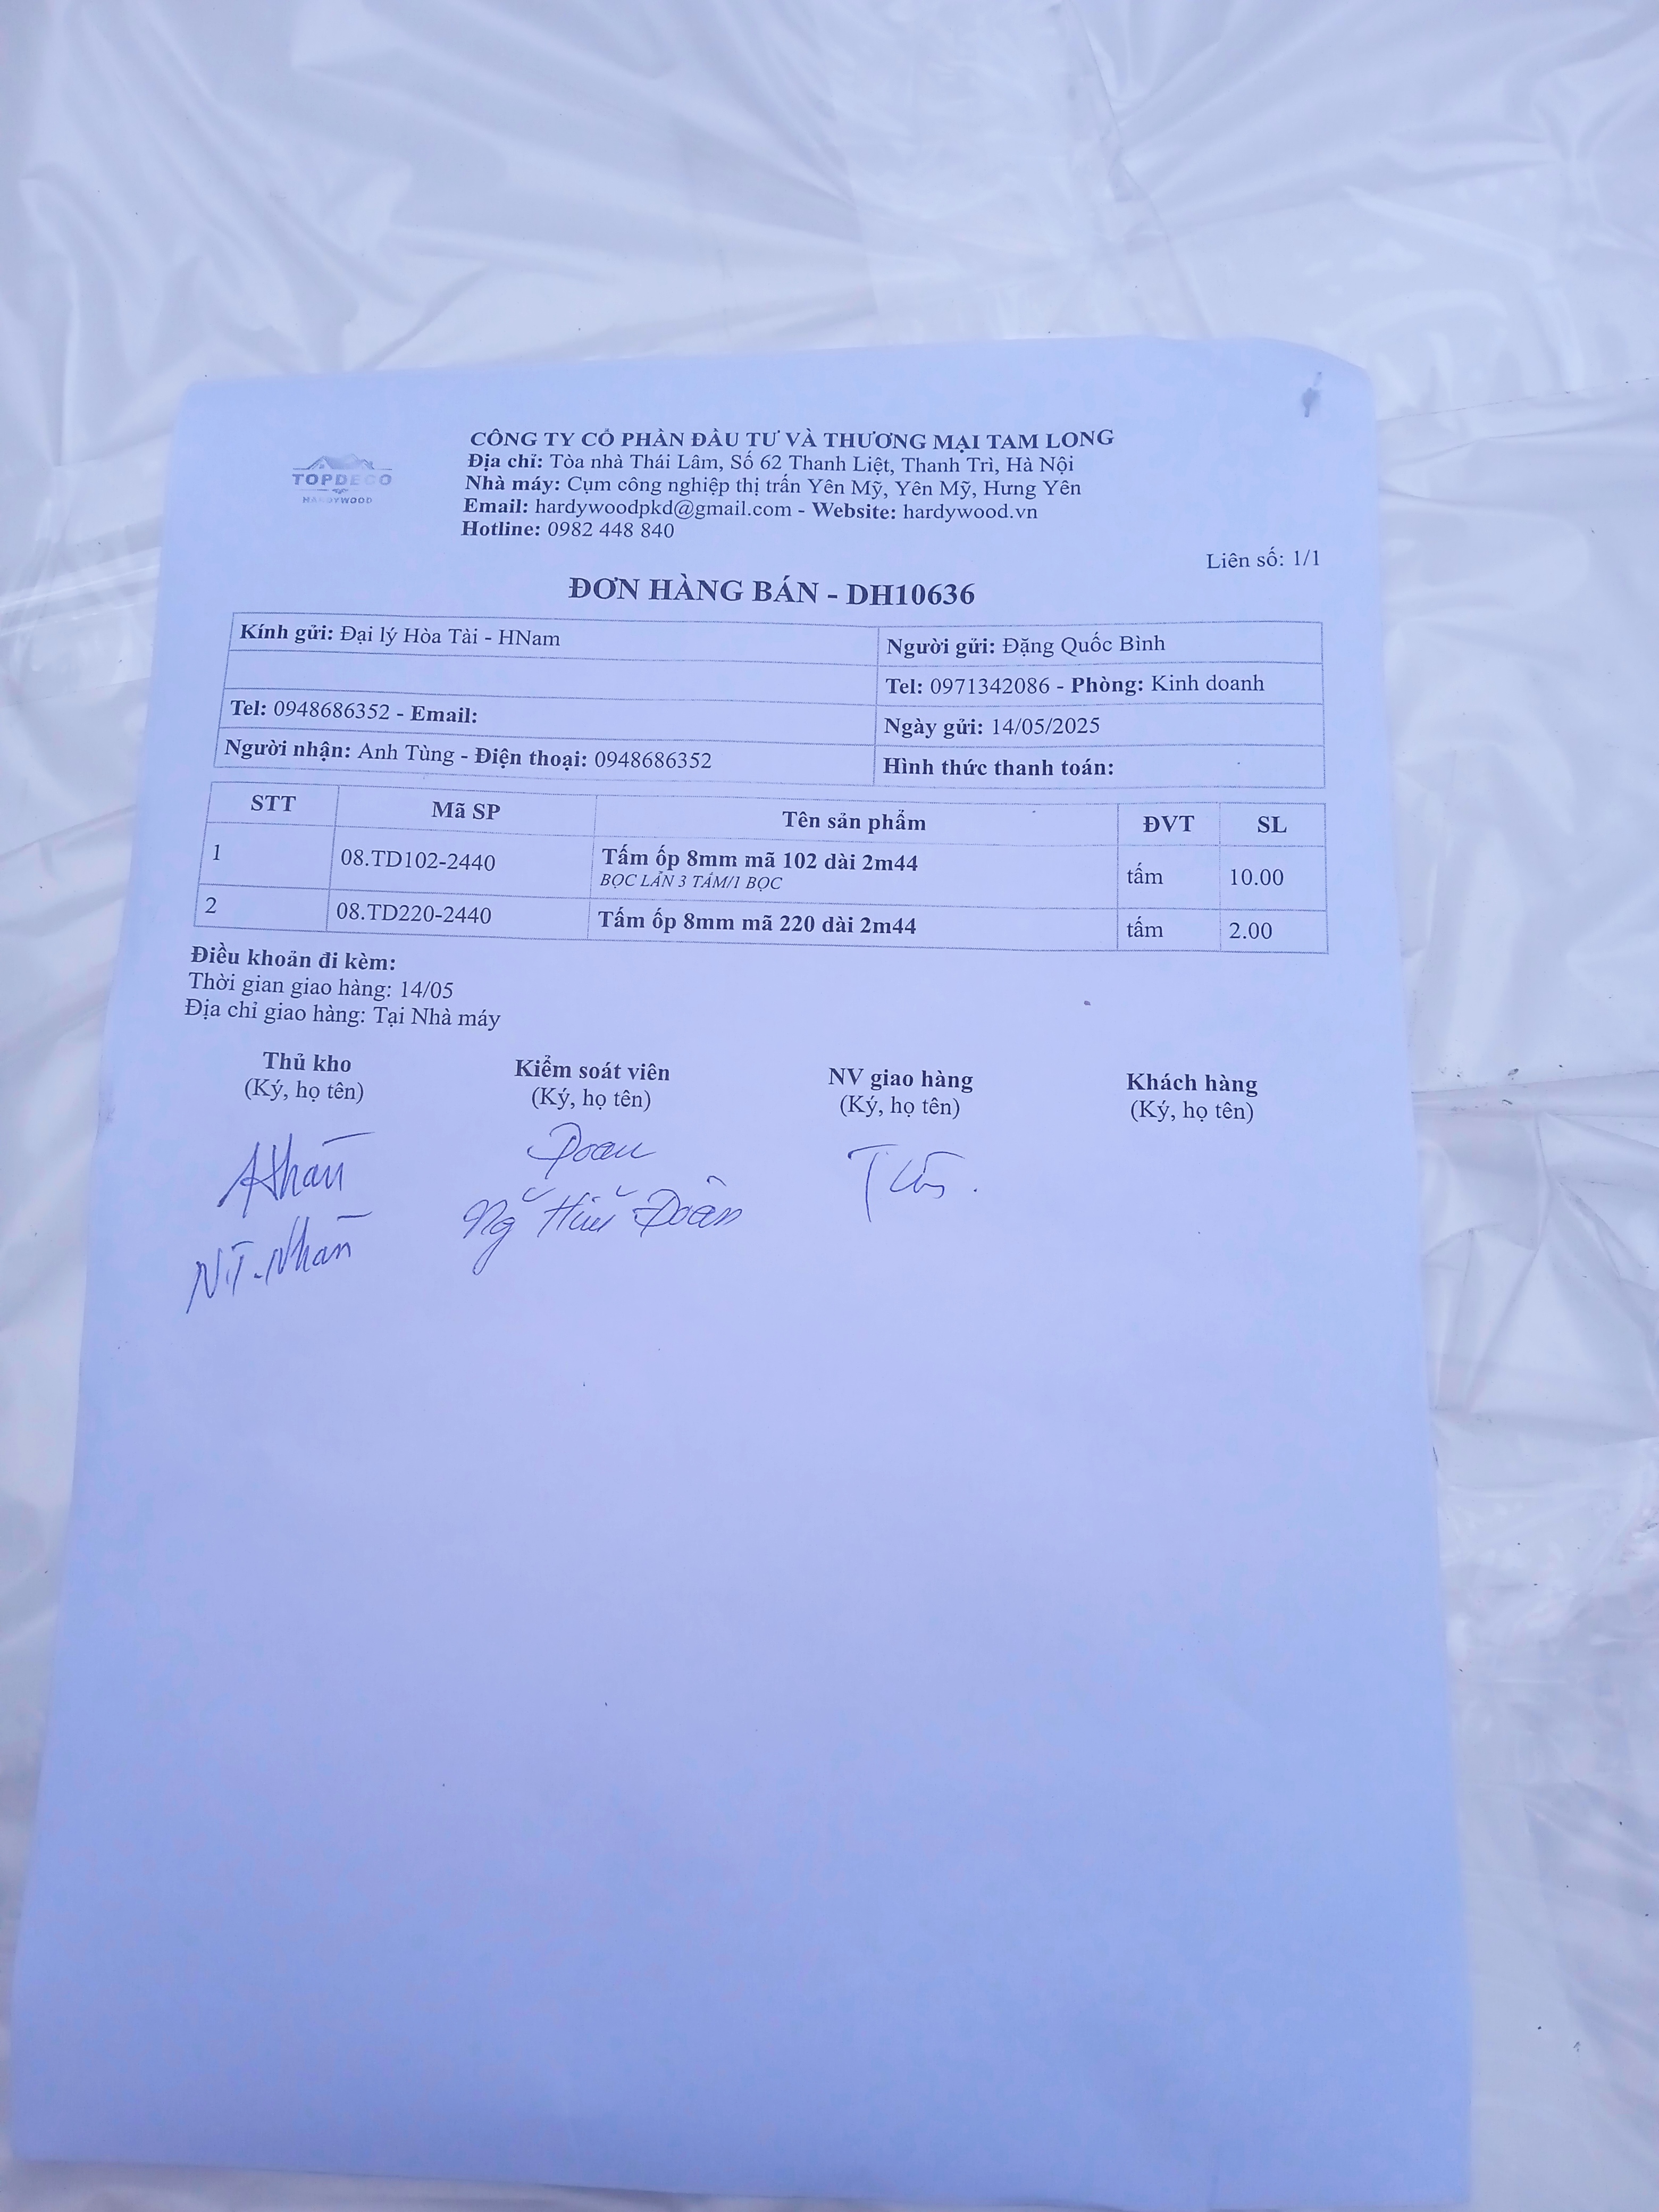 TOPDECO
HARDYWOOD
CÔNG TY CỔ PHẦN ĐẦU TƯ VÀ THƯƠNG MẠI TAM LONG
Địa chỉ: Tòa nhà Thái Lâm, Số 62 Thanh Liệt, Thanh Trì, Hà Nội
Nhà máy: Cụm công nghiệp thị trấn Yên Mỹ, Yên Mỹ, Hưng Yên
Email: hardywoodpkd@gmail.com - Website: hardywood.vn
Hotline: 0982 448 840
Liên số: 1/1
ĐƠN HÀNG BÁN - DH10636
Kính gửi: Đại lý Hòa Tài - HNam
Người gửi: Đặng Quốc Bình
Tel: 0971342086 - Phòng: Kinh doanh
Tel: 0948686352 - Email:
Ngày gửi: 14/05/2025
Người nhận: Anh Tùng - Điện thoại: 0948686352
Hình thức thanh toán:
STT Mã SP Tên sản phẩm ĐVT SL
1 08.TD102-2440 Tấm ốp 8mm mã 102 dài 2m44 tấm 10.00
BỌC LẪN 3 TẤM/1 BỌC
2 08.TD220-2440 Tấm ốp 8mm mã 220 dài 2m44 tấm 2.00
Điều khoản đi kèm:
Thời gian giao hàng: 14/05
Địa chỉ giao hàng: Tại Nhà máy
Thủ kho Kiểm soát viên NV giao hàng Khách hàng
(Ký, họ tên) (Ký, họ tên) (Ký, họ tên) (Ký, họ tên)
Đoan
Ng Hữu Đoàn
NT.Nhàn